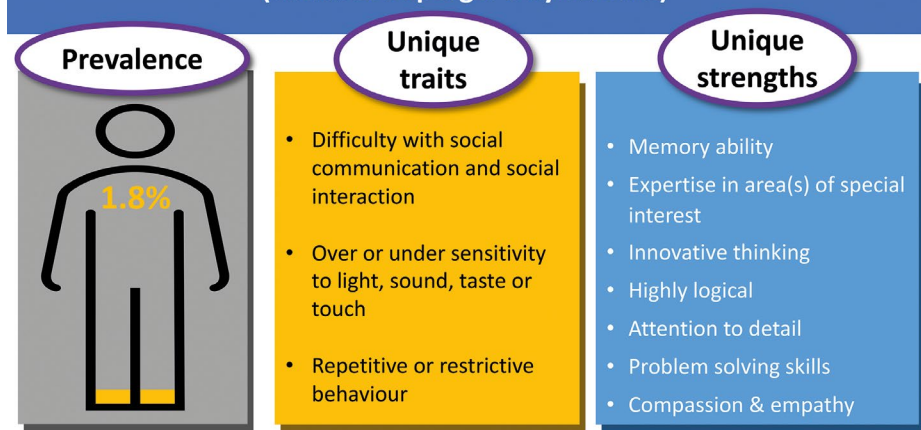 Prevalence
1.8%
Unique
traits
• Difficulty with social
communication and social
interaction
• Over or under sensitivity
to light, sound, taste or
touch
• Repetitive or restrictive
behaviour
Unique
strengths
• Memory ability
• Expertise in area(s) of special
interest
• Innovative thinking
• Highly logical
• Attention to detail
• Problem solving skills
• Compassion & empathy